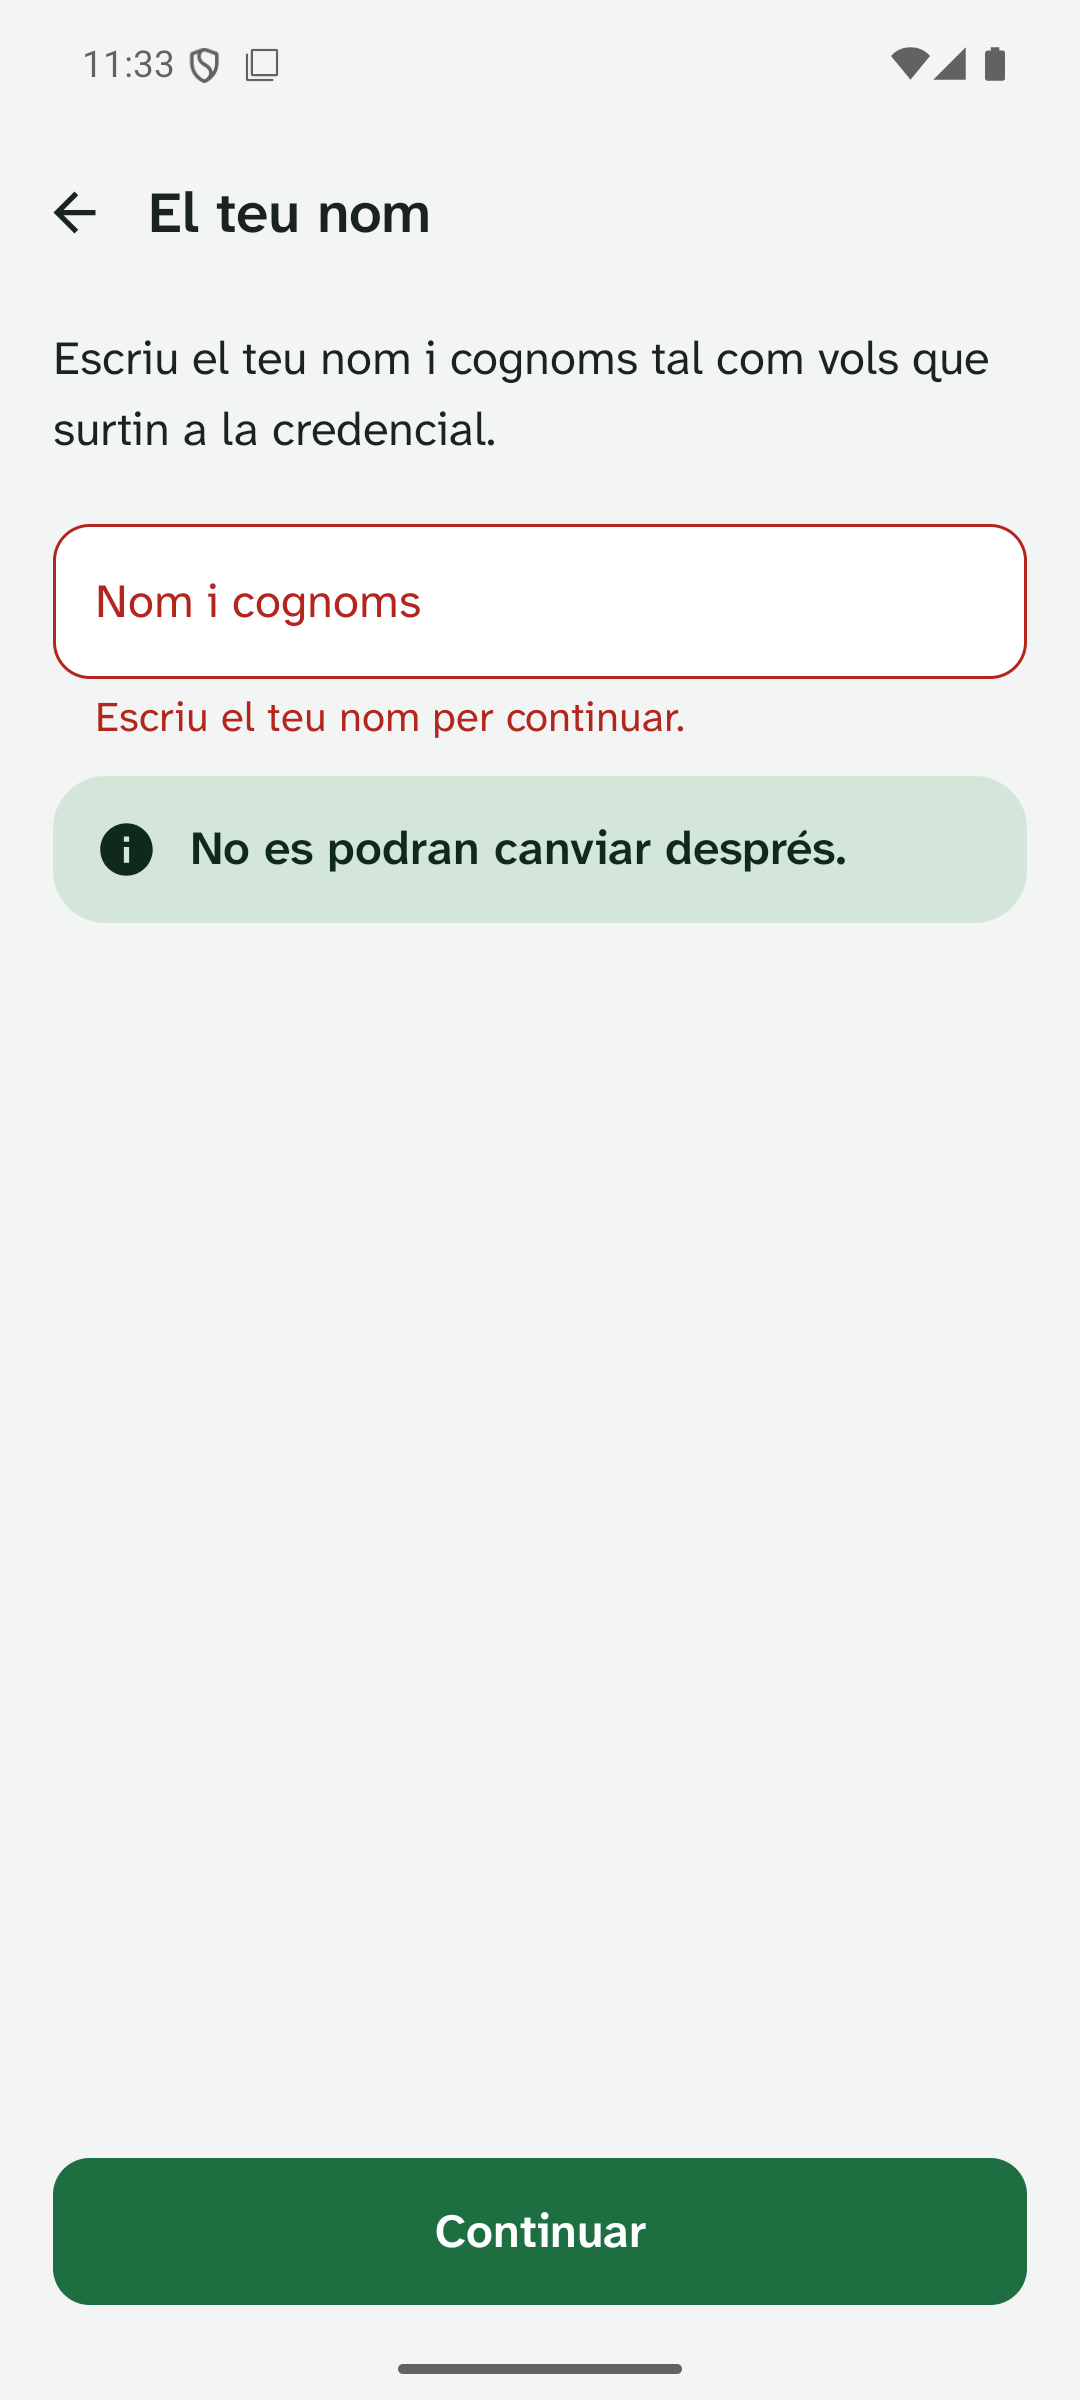 11:33
El teu nom
Escriu el teu nom i cognoms tal com vols que
surtin a la credencial.
Nom i cognoms
Escriu el teu nom per continuar.
No es podran canviar després.
Continuar